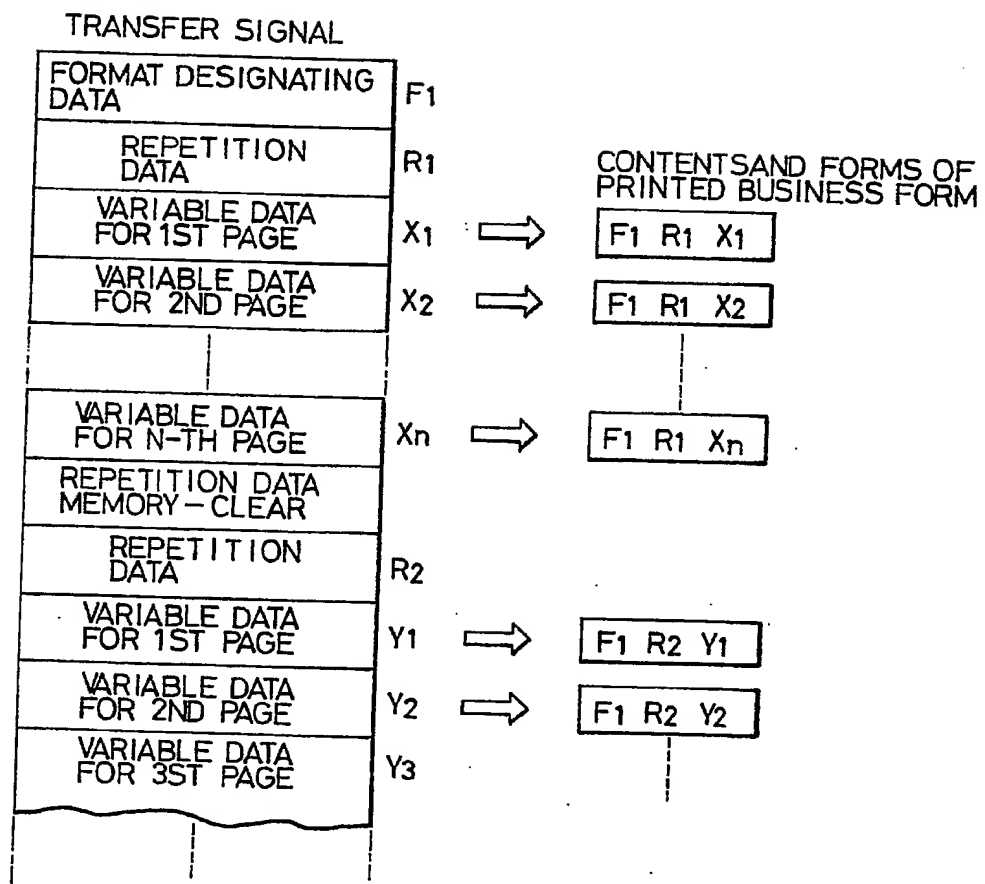 TRANSFER SIGNAL
FORMAT DESIGNATING
DATA
F1
REPETITION
DATA
R1
CONTENTSAND FORMS OF
PRINTED BUSINESS FORM
VARIABLE DATA
FOR 1ST PAGE
X1
F1 R1 X1
VARIABLE DATA
FOR 2ND PAGE
X2
F1 R1 X2
VARIABLE DATA
FOR N-TH PAGE
Xn
F1 R1 Xn
REPETITION DATA
MEMORY-CLEAR
REPETITION
DATA
R2
VARIABLE DATA
FOR 1ST PAGE
Y1
F1 R2 Y1
VARIABLE DATA
FOR 2ND PAGE
Y2
F1 R2 Y2
VARIABLE DATA
FOR 3ST PAGE
Y3